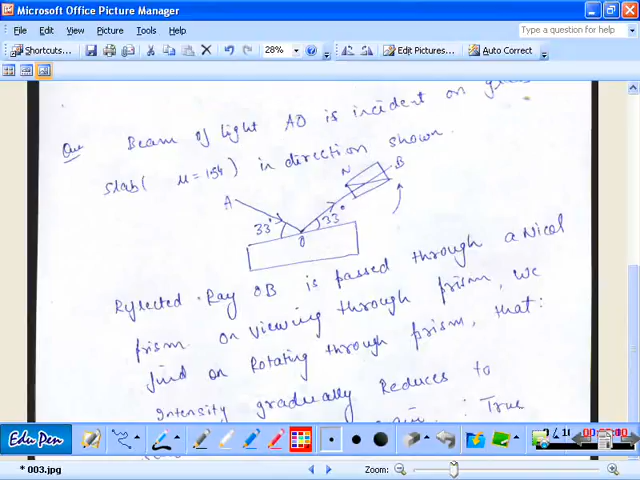 Microsoft Office Picture Manager
File Edit View Picture Tools Help
Type a question for help
Shortcuts... 28% Edit Pictures... Auto Correct
Que Beam of light AO is incident on
slab( μ = 1.54) in direction shown.
N B
A
33° 33°
O
Reflected Ray OB is passed through a Nicol
prism on viewing through prism, we
find on Rotating through prism, that:
Intensity gradually Reduces to
: True
Edu Pen
*003.jpg Zoom: